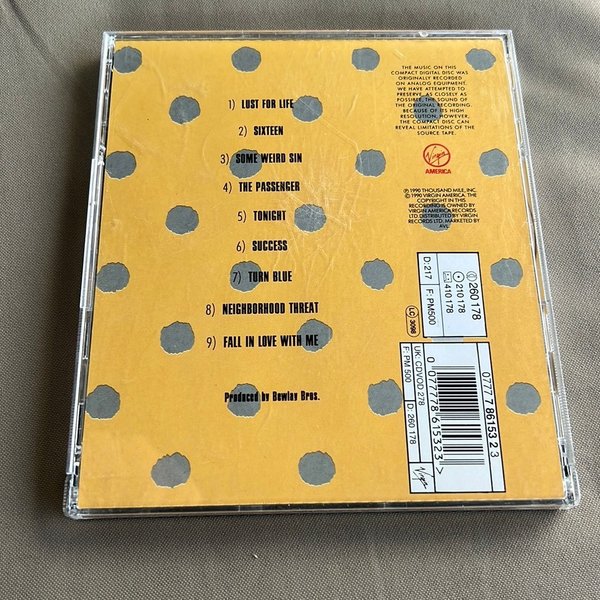 1) LUST FOR LIFE
2) SIXTEEN
3) SOME WEIRD SIN
4) THE PASSENGER
5) TONIGHT
6) SUCCESS
7) TURN BLUE
8) NEIGHBORHOOD THREAT
9) FALL IN LOVE WITH ME
Produced by Bewlay Bros.
THE MUSIC ON THIS
COMPACT DIGITAL DISC WAS
ORIGINALLY RECORDED
ON ANALOG EQUIPMENT.
WE HAVE ATTEMPTED TO
PRESERVE, AS CLOSELY AS
POSSIBLE, THE SOUND OF
THE ORIGINAL RECORDING.
BECAUSE OF ITS HIGH
RESOLUTION, HOWEVER,
THE COMPACT DISC CAN
REVEAL LIMITATIONS OF THE
SOURCE TAPE.
Virgin
AMERICA
℗ 1990 THOUSAND MILE, INC.
© 1990 VIRGIN AMERICA. THE
COPYRIGHT IN THIS
RECORDING IS OWNED BY
VIRGIN AMERICA RECORDS
LTD DISTRIBUTED BY VIRGIN
RECORDS LTD. MARKETED BY
AVL
D: 217
F: PM500
260 178
210 178
410 178
LC 3098
UK: CDVOD 278
F: PM 500
D: 260 178
0 077778 615323 >
0777 7 86153 2 3
Virgin